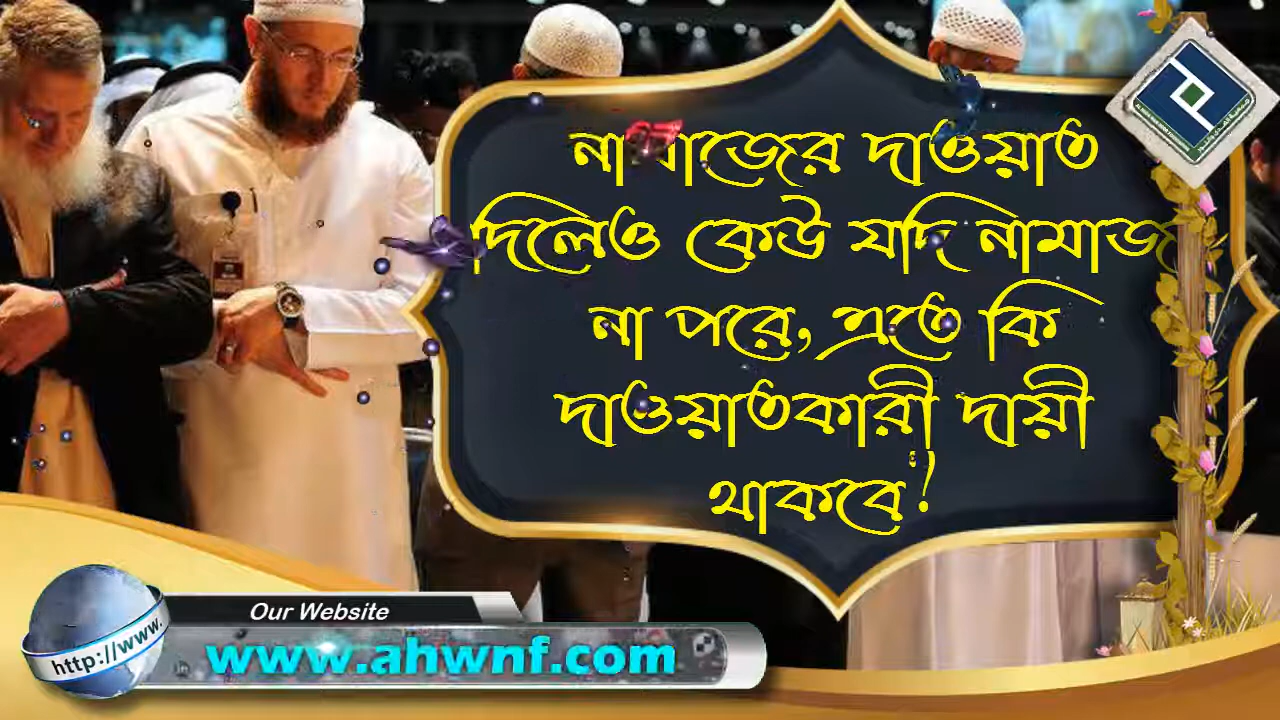 নামাজের দাওয়াত
দিলেও কেউ যদি নামাজ
না পরে, এতে কি
দাওয়াতকারী দায়ী
থাকবে!
Our Website
http://www.
www.ahwnf.com